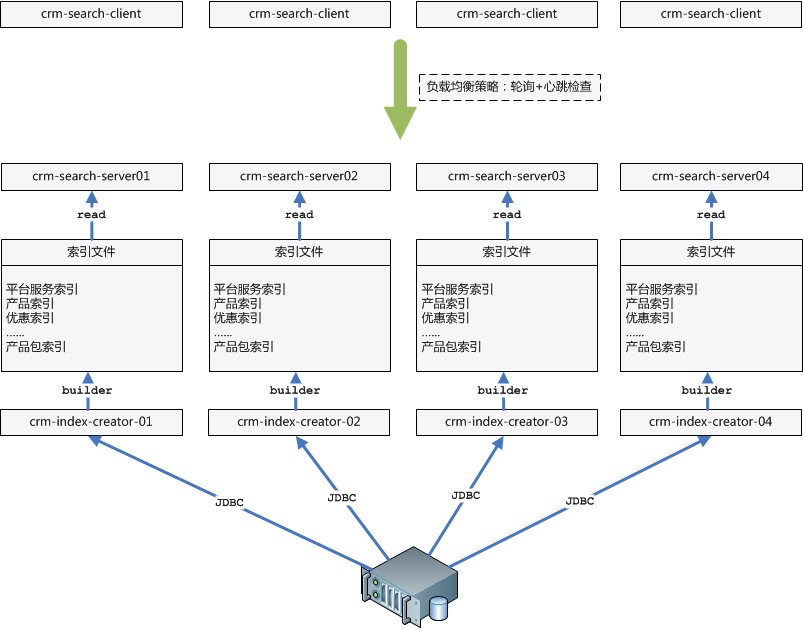 crm-search-client
crm-search-client
crm-search-client
crm-search-client
负载均衡策略：轮询+心跳检查
crm-search-server01
crm-search-server02
crm-search-server03
crm-search-server04
read
read
read
read
索引文件
平台服务索引
产品索引
优惠索引
......
产品包索引
索引文件
平台服务索引
产品索引
优惠索引
......
产品包索引
索引文件
平台服务索引
产品索引
优惠索引
......
产品包索引
索引文件
平台服务索引
产品索引
优惠索引
......
产品包索引
builder
builder
builder
builder
crm-index-creator-01
crm-index-creator-02
crm-index-creator-03
crm-index-creator-04
JDBC
JDBC
JDBC
JDBC